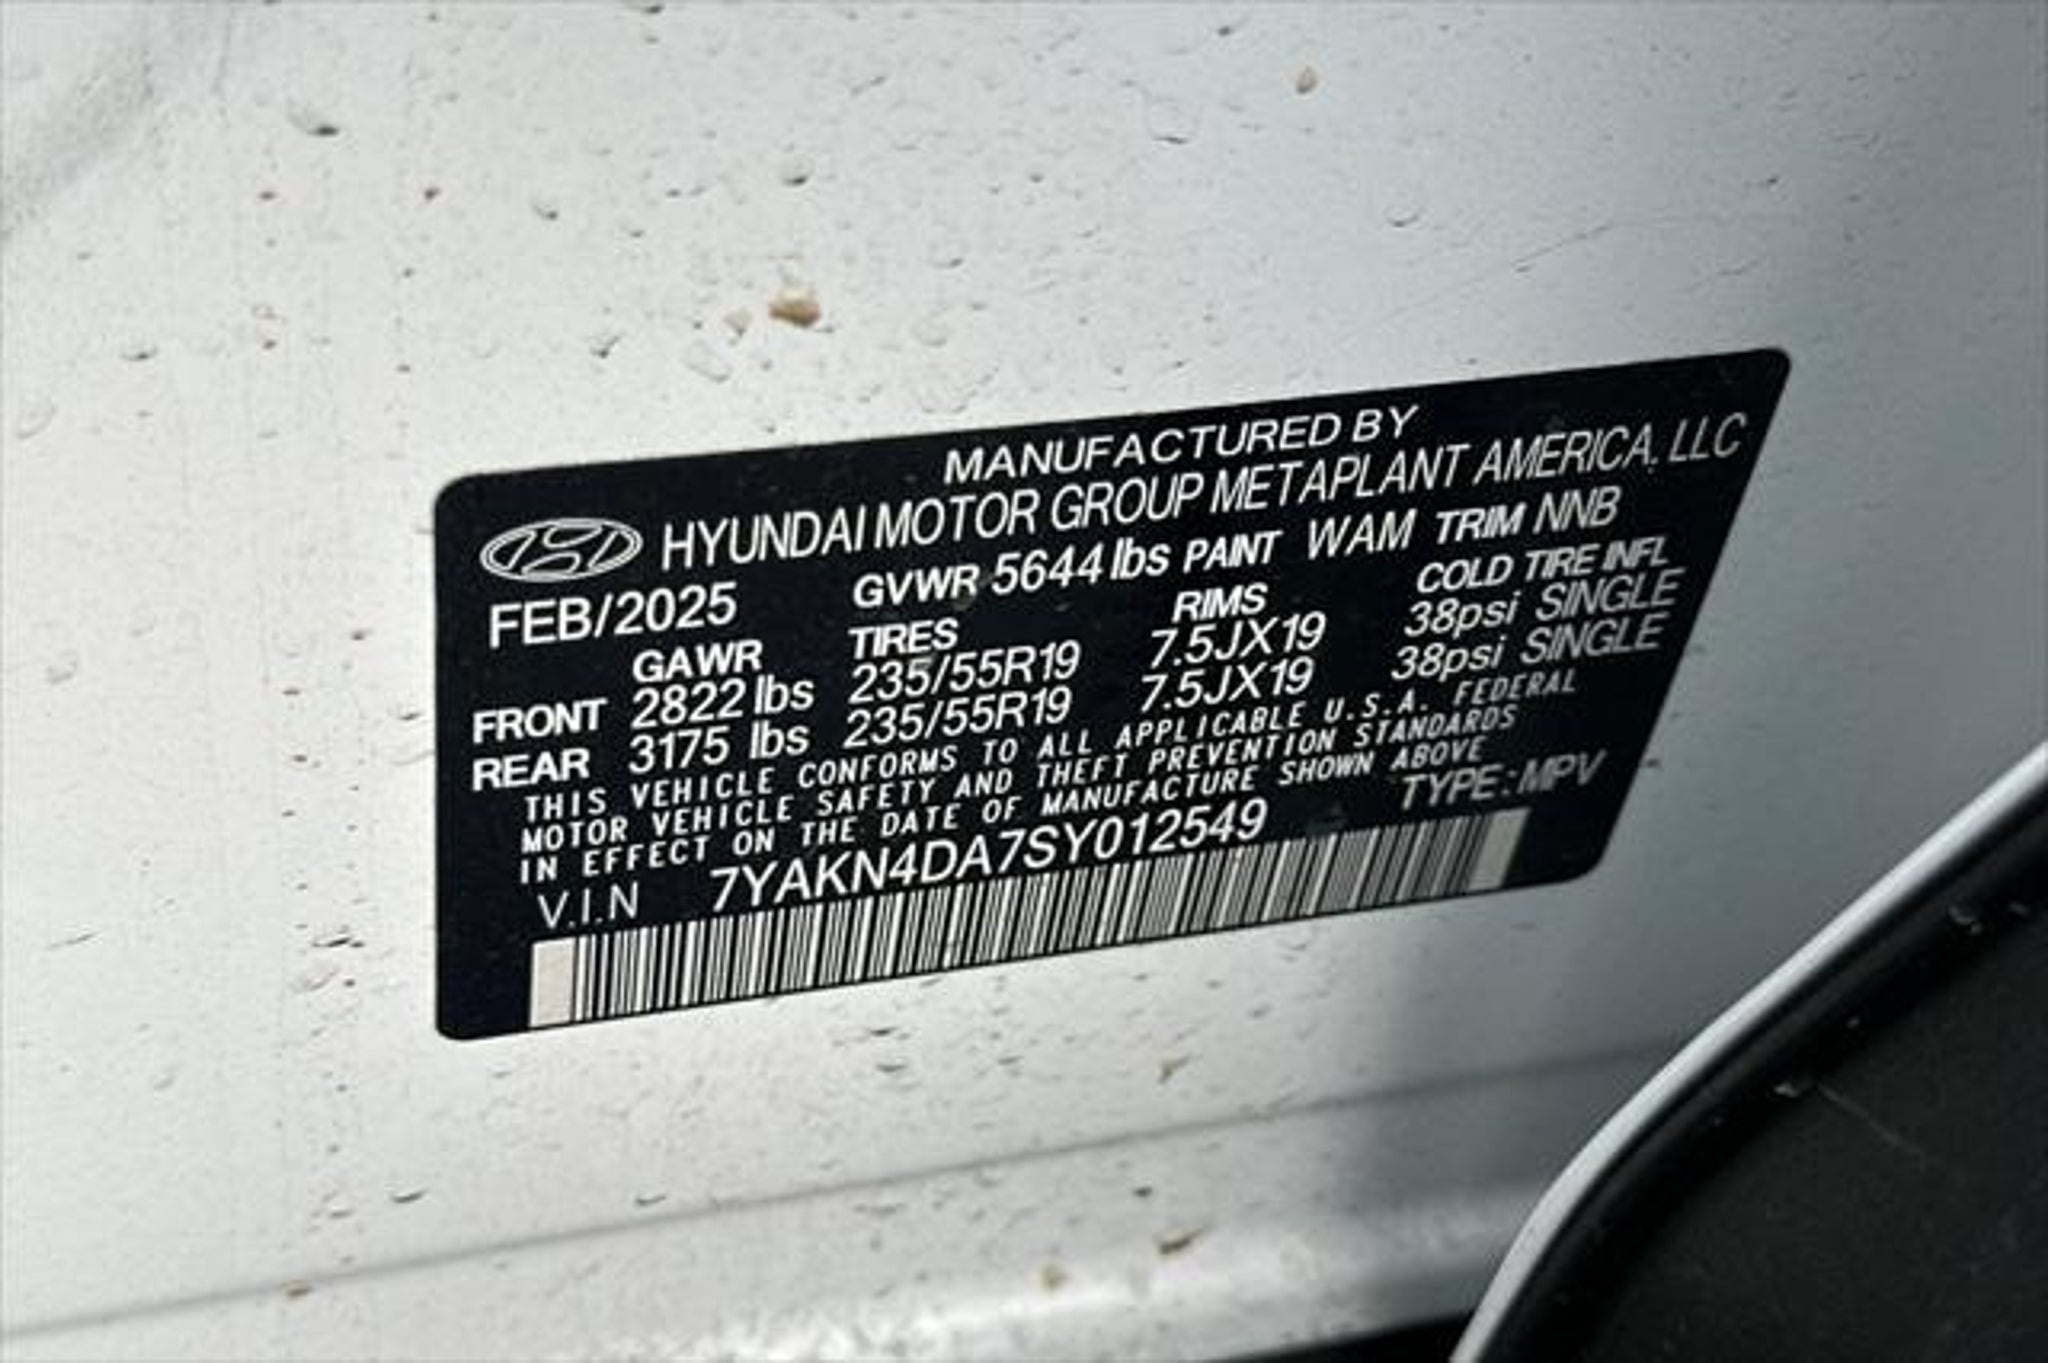 MANUFACTURED BY
HYUNDAI MOTOR GROUP METAPLANT AMERICA, LLC
FEB/2025 GVWR 5644 lbs PAINT WAM TRIM NNB
GAWR TIRES RIMS COLD TIRE INFL
FRONT 2822 lbs 235/55R19 7.5JX19 38psi SINGLE
REAR 3175 lbs 235/55R19 7.5JX19 38psi SINGLE
THIS VEHICLE CONFORMS TO ALL APPLICABLE U.S.A. FEDERAL
MOTOR VEHICLE SAFETY AND THEFT PREVENTION STANDARDS
IN EFFECT ON THE DATE OF MANUFACTURE SHOWN ABOVE
V.I.N 7YAKN4DA7SY012549 TYPE: MPV